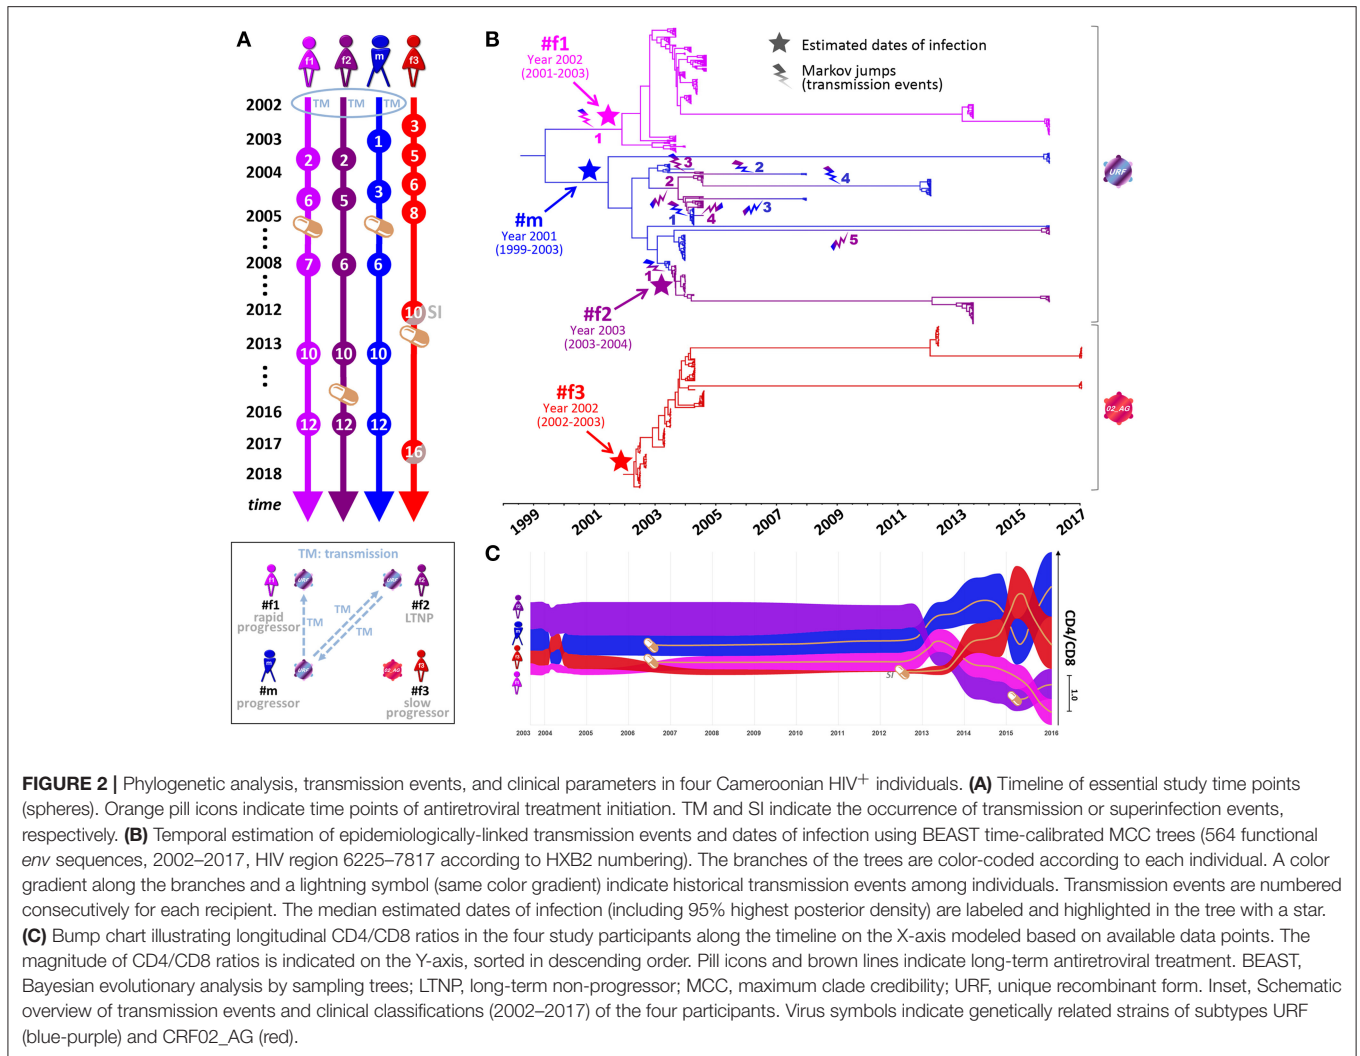 A
f1 f2 m f3
TM TM TM
2002
2003
2004
2005
2008
2012
2013
2016
2017
2018
time
2 6 7 10 12
2 5 6 10 12
1 3 6 10 12
3 5 6 8 10 16
SI
TM: transmission
f1 URF URF f2
#f1
rapid
progressor
TM
TM
TM
#f2
LTNP
m URF 02_AG f3
#m
progressor
#f3
slow
progressor
B
Estimated dates of infection
Markov jumps
(transmission events)
#f1
Year 2002
(2001-2003)
1
#m
Year 2001
(1999-2003)
3
2
4
2
3
1
4
5
1
#f2
Year 2003
(2003-2004)
#f3
Year 2002
(2002-2003)
URF
02_AG
1999 2001 2003 2005 2007 2009 2011 2013 2015 2017
C
SI
CD4/CD8
1.0
2003 2004 2005 2006 2007 2008 2009 2010 2011 2012 2013 2014 2015 2016
FIGURE 2 | Phylogenetic analysis, transmission events, and clinical parameters in four Cameroonian HIV+ individuals. (A) Timeline of essential study time points
(spheres). Orange pill icons indicate time points of antiretroviral treatment initiation. TM and SI indicate the occurrence of transmission or superinfection events,
respectively. (B) Temporal estimation of epidemiologically-linked transmission events and dates of infection using BEAST time-calibrated MCC trees (564 functional
env sequences, 2002–2017, HIV region 6225–7817 according to HXB2 numbering). The branches of the trees are color-coded according to each individual. A color
gradient along the branches and a lightning symbol (same color gradient) indicate historical transmission events among individuals. Transmission events are numbered
consecutively for each recipient. The median estimated dates of infection (including 95% highest posterior density) are labeled and highlighted in the tree with a star.
(C) Bump chart illustrating longitudinal CD4/CD8 ratios in the four study participants along the timeline on the X-axis modeled based on available data points. The
magnitude of CD4/CD8 ratios is indicated on the Y-axis, sorted in descending order. Pill icons and brown lines indicate long-term antiretroviral treatment. BEAST,
Bayesian evolutionary analysis by sampling trees; LTNP, long-term non-progressor; MCC, maximum clade credibility; URF, unique recombinant form. Inset, Schematic
overview of transmission events and clinical classifications (2002–2017) of the four participants. Virus symbols indicate genetically related strains of subtypes URF
(blue-purple) and CRF02_AG (red).